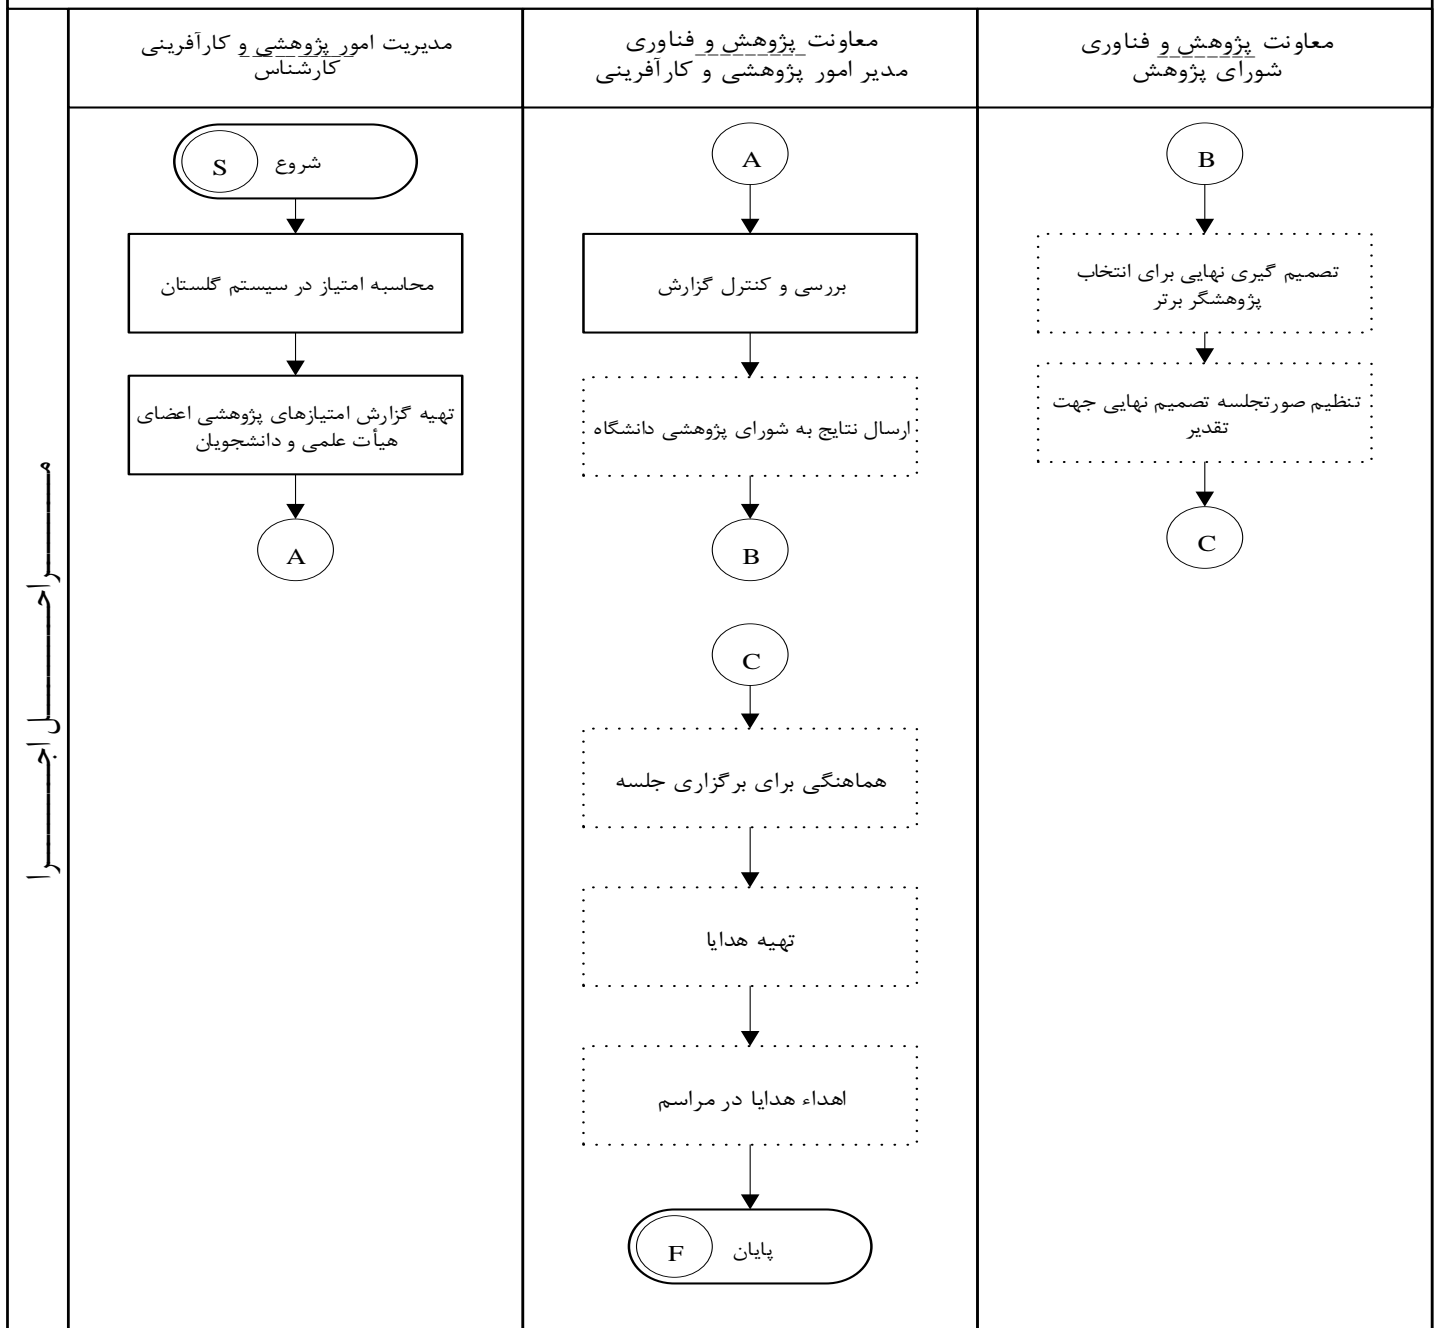 معاونت پژوهش و فناوری
شورای پژوهش
معاونت پژوهش و فناوری
مدیر امور پژوهشی و کارآفرینی
مدیریت امور پژوهشی و کارآفرینی
کارشناس
مـــراحـــل اجـــرا
شروع
S
محاسبه امتیاز در سیستم گلستان
تهیه گزارش امتیازهای پژوهشی اعضای
هیأت علمی و دانشجویان
A
A
بررسی و کنترل گزارش
ارسال نتایج به شورای پژوهشی دانشگاه
B
B
تصمیم گیری نهایی برای انتخاب
پژوهشگر برتر
تنظیم صورتجلسه تصمیم نهایی جهت
تقدیر
C
C
هماهنگی برای برگزاری جلسه
تهیه هدایا
اهداء هدایا در مراسم
پایان
F